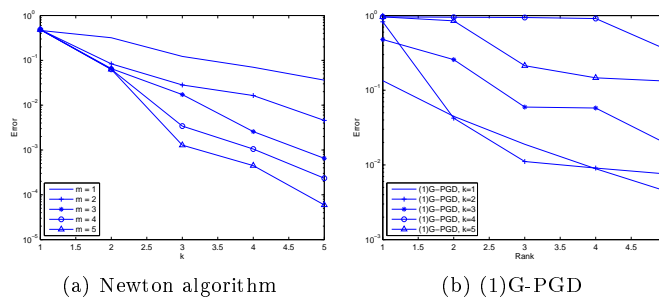 10^0
10^-1
10^-2
10^-3
10^-4
10^-5
Error
1 1.5 2 2.5 3 3.5 4 4.5 5
k
m = 1
m = 2
m = 3
m = 4
m = 5
(a) Newton algorithm
10^0
10^-1
10^-2
10^-3
Error
1 1.5 2 2.5 3 3.5 4 4.5
Rank
(1)G-PGD, k=1
(1)G-PGD, k=2
(1)G-PGD, k=3
(1)G-PGD, k=4
(1)G-PGD, k=5
(b) (1)G-PGD